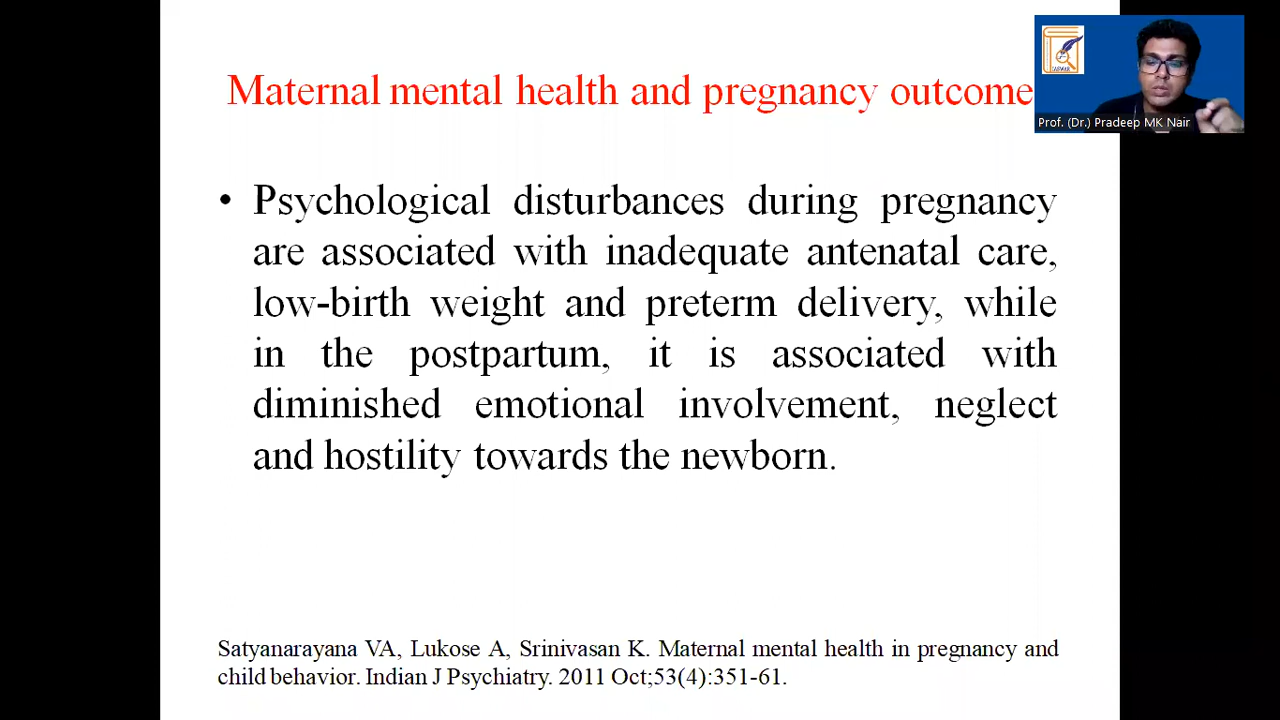 Maternal mental health and pregnancy outcome
Prof. (Dr.) Pradeep MK Nair
• Psychological disturbances during pregnancy
are associated with inadequate antenatal care,
low-birth weight and preterm delivery, while
in the postpartum, it is associated with
diminished emotional involvement, neglect
and hostility towards the newborn.
Satyanarayana VA, Lukose A, Srinivasan K. Maternal mental health in pregnancy and
child behavior. Indian J Psychiatry. 2011 Oct;53(4):351-61.